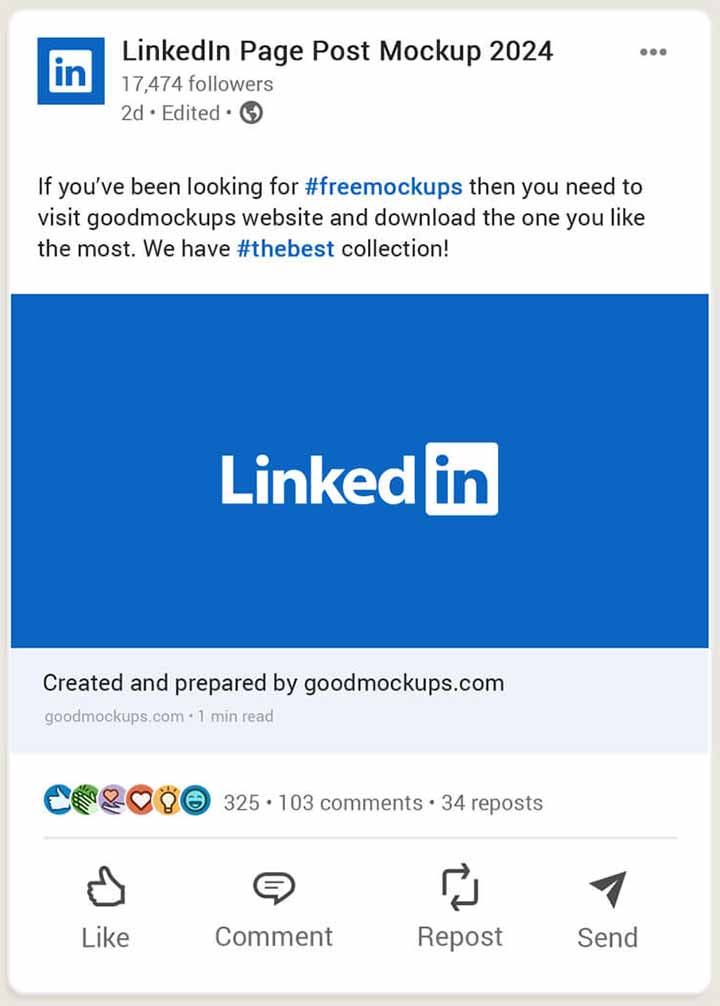 in
LinkedIn Page Post Mockup 2024
17,474 followers
2d • Edited •
If you’ve been looking for #freemockups then you need to
visit goodmockups website and download the one you like
the most. We have #thebest collection!
Linked in
Created and prepared by goodmockups.com
goodmockups.com • 1 min read
325 • 103 comments • 34 reposts
Like Comment Repost Send